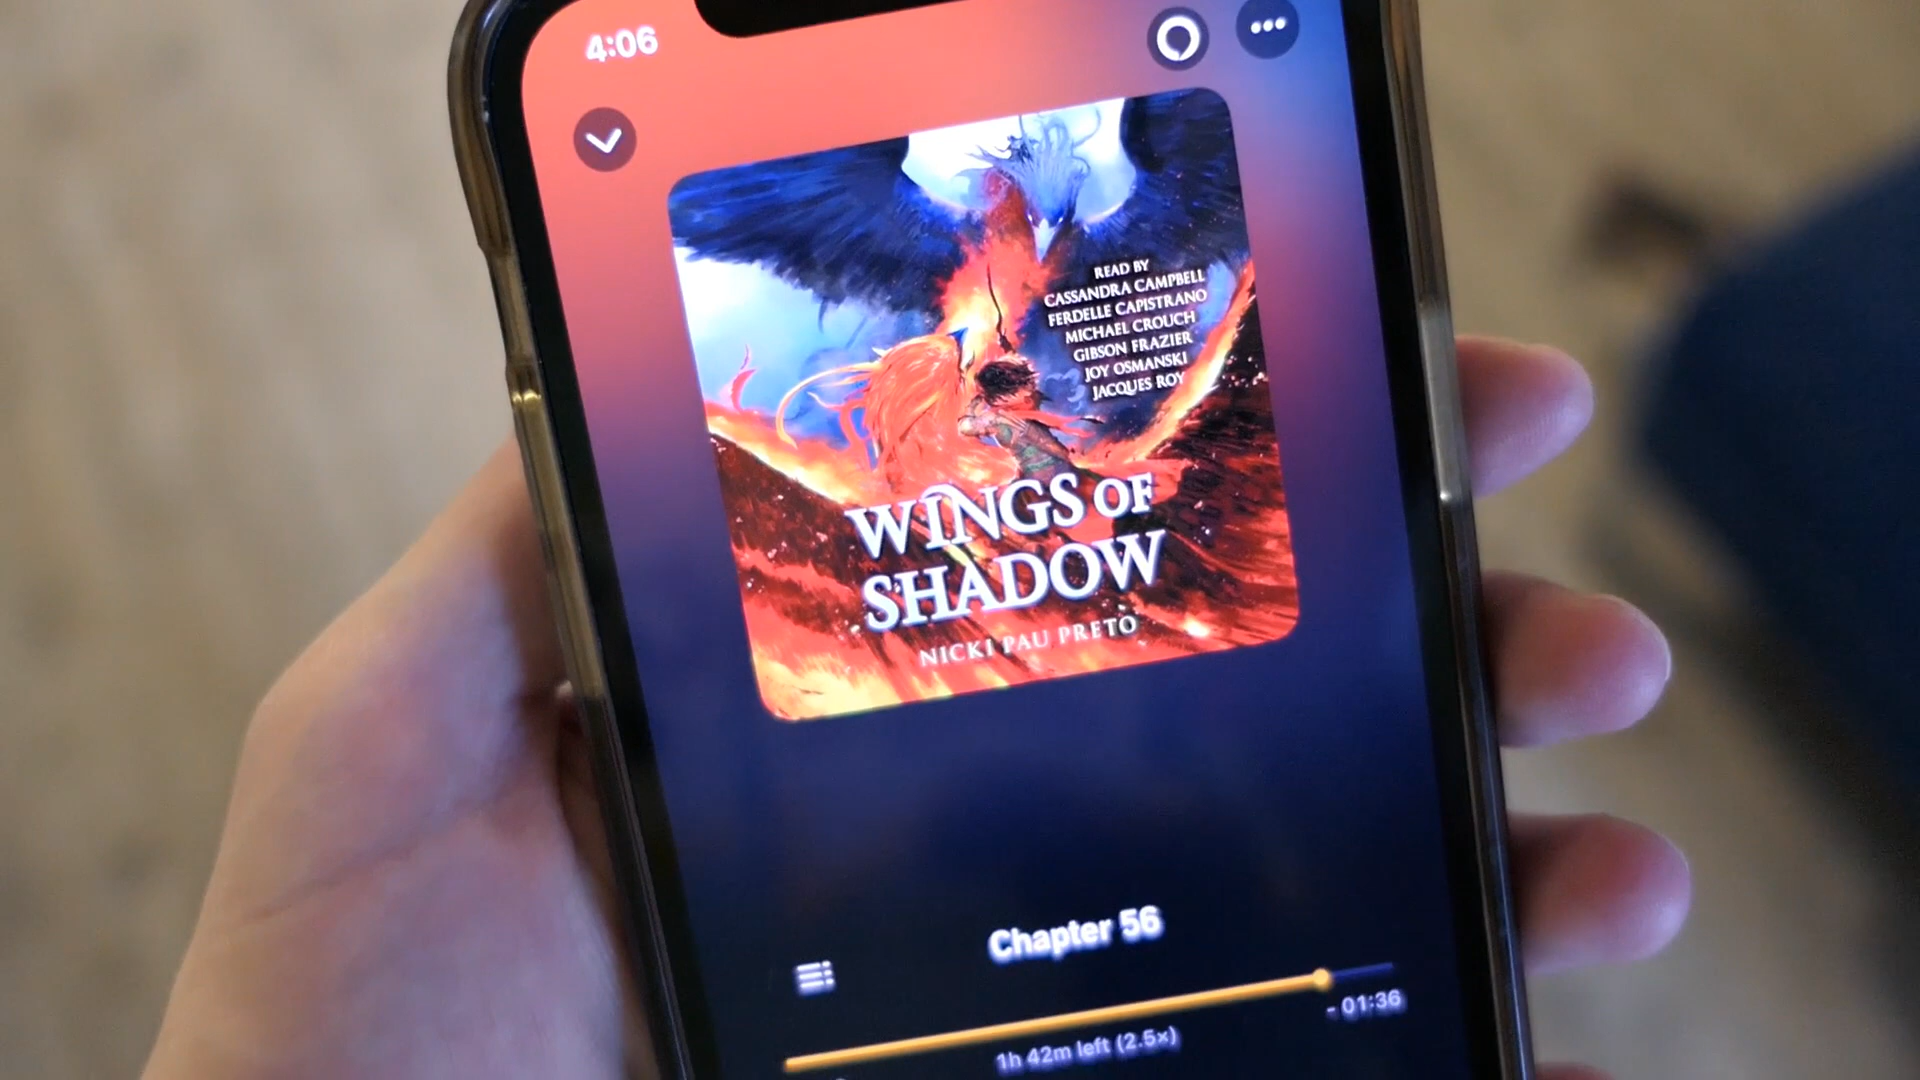 4:06
READ BY
CASSANDRA CAMPBELL
FERDELLE CAPISTRANO
MICHAEL CROUCH
GIBSON FRAZIER
JOY OSMANSKI
JACQUES ROY
WINGS OF
SHADOW
NICKI PAU PRETO
Chapter 56
- 01:36
1h 42m left (2.5×)